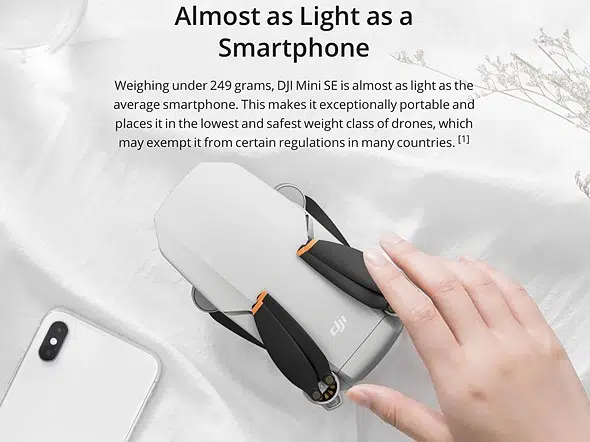 Almost as Light as a
Smartphone
Weighing under 249 grams, DJI Mini SE is almost as light as the
average smartphone. This makes it exceptionally portable and
places it in the lowest and safest weight class of drones, which
may exempt it from certain regulations in many countries. [1]
dji